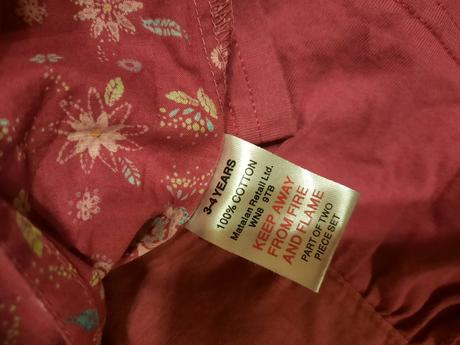 3-4 YEARS
100% COTTON
Matalan Retail Ltd.
WN8 9TB
KEEP AWAY
FROM FIRE
AND FLAME
PART OF TWO
PIECE SET